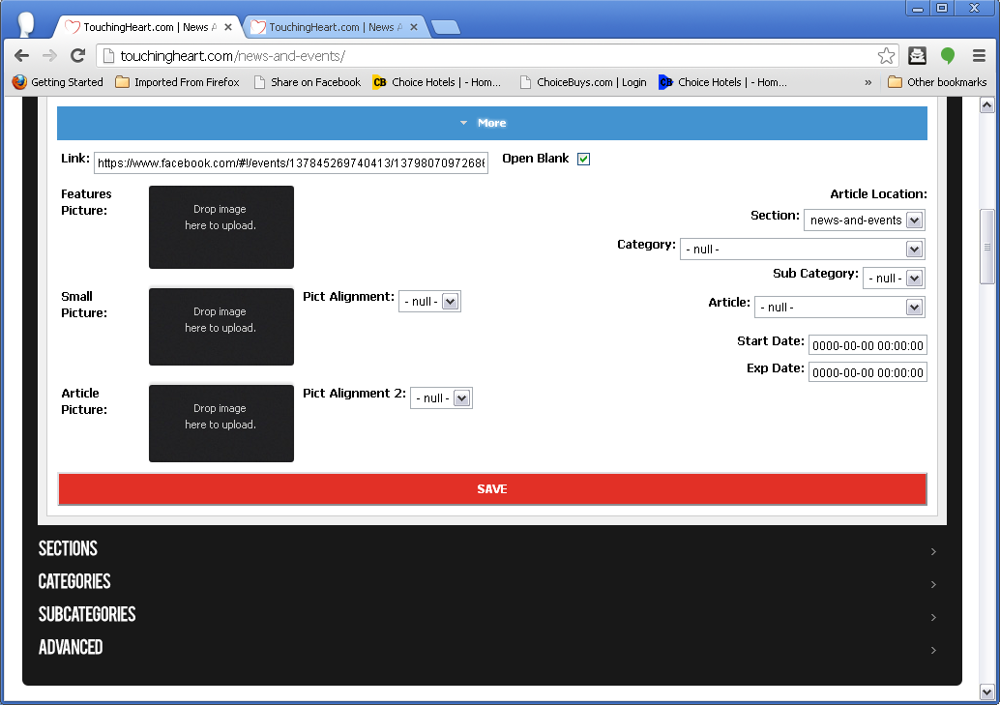 TouchingHeart.com | News A
TouchingHeart.com | News A
touchingheart.com/news-and-events/
Getting Started
Imported From Firefox
Share on Facebook
CB Choice Hotels | - Hom...
ChoiceBuys.com | Login
CB Choice Hotels | - Hom...
»
Other bookmarks
More
Link: https://www.facebook.com/#!/events/137845269740413/1379807097268
Open Blank
Features
Picture:
Drop image
here to upload.
Article Location:
Section: news-and-events
Category: - null -
Sub Category: - null -
Small
Picture:
Drop image
here to upload.
Pict Alignment: - null -
Article: - null -
Start Date: 0000-00-00 00:00:00
Exp Date: 0000-00-00 00:00:00
Article
Picture:
Drop image
here to upload.
Pict Alignment 2: - null -
SAVE
SECTIONS
CATEGORIES
SUBCATEGORIES
ADVANCED